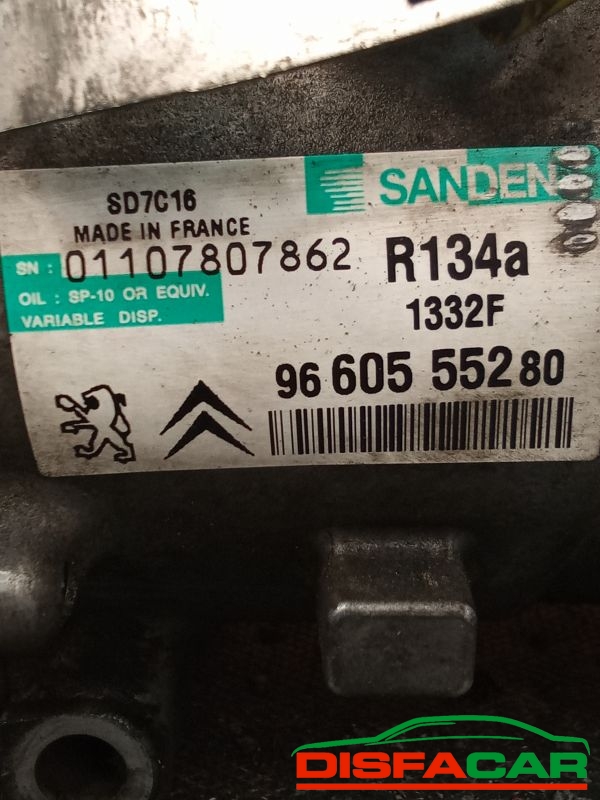 SANDEN
SD7C16
MADE IN FRANCE
SN : 01107807862
R134a
OIL : SP-10 OR EQUIV.
VARIABLE DISP.
1332F
96 605 552 80
DISFACAR